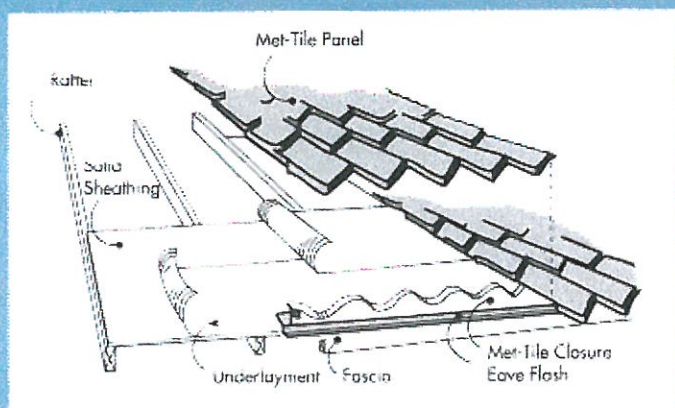 Met-Tile Panel
Rafter
Solid
Sheathing
Underlayment
Fascia
Met-Tile Closure
Eave Flash